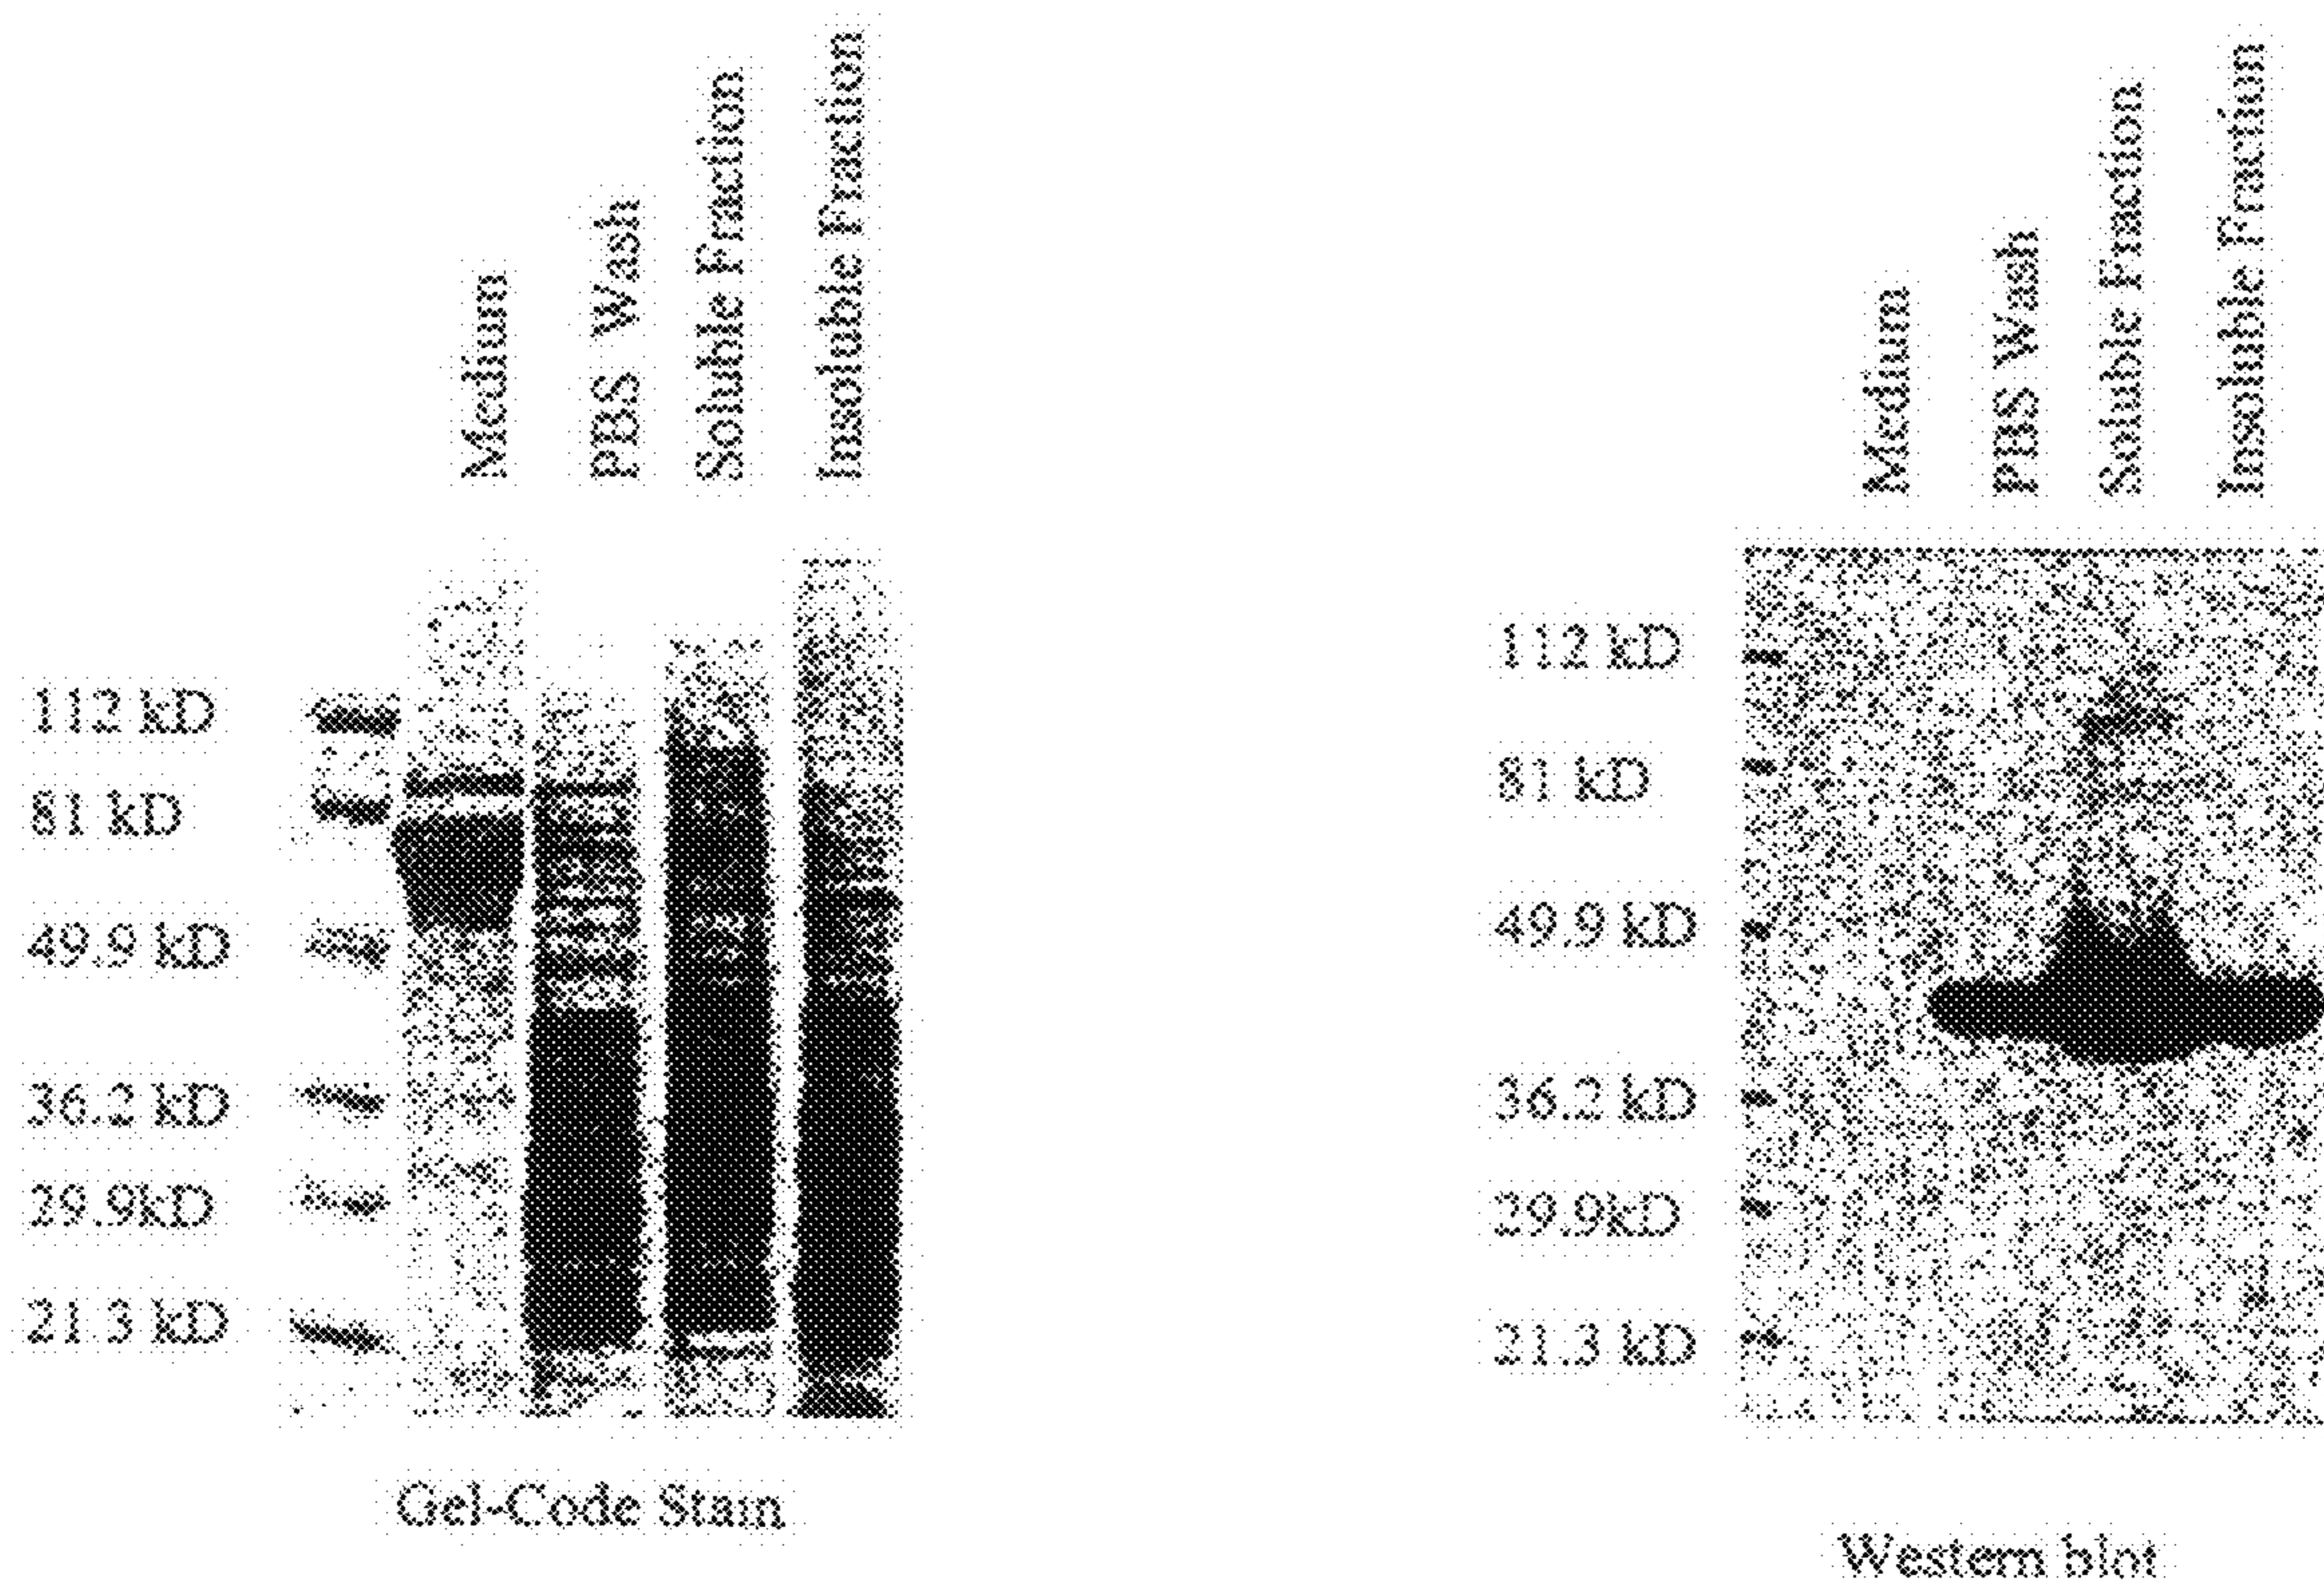 Medium
PBS Wash
Soluble Fraction
Insoluble Fraction
112 kD
81 kD
49.9 kD
36.2 kD
29.9kD
21.3 kD
Gel-Code Stain
Medium
PBS Wash
Soluble Fraction
Insoluble Fraction
112 kD
81 kD
49.9 kD
36.2 kD
29.9kD
21.3 kD
Western blot